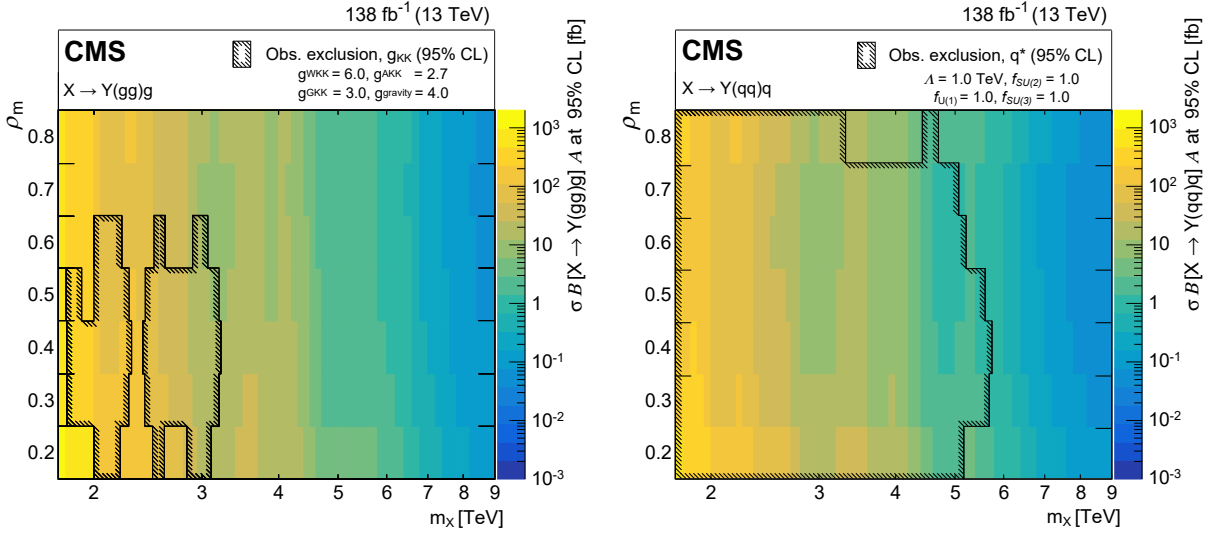 138 fb⁻¹ (13 TeV)
CMS
Obs. exclusion, gKK (95% CL)
gWKK = 6.0, gAKK = 2.7
gGKK = 3.0, ggravity = 4.0
X → Y(gg)g
ρm
0.8
0.7
0.6
0.5
0.4
0.3
0.2
2
3
4
5
6
7
8
9
mX [TeV]
10³
10²
10
1
10⁻¹
10⁻²
10⁻³
σ B[X → Y(gg)g] A at 95% CL [fb]
138 fb⁻¹ (13 TeV)
CMS
Obs. exclusion, q* (95% CL)
Λ = 1.0 TeV, fSU(2) = 1.0
fU(1) = 1.0, fSU(3) = 1.0
X → Y(qq)q
ρm
0.8
0.7
0.6
0.5
0.4
0.3
0.2
2
3
4
5
6
7
8
9
mX [TeV]
10³
10²
10
1
10⁻¹
10⁻²
10⁻³
σ B[X → Y(qq)q] A at 95% CL [fb]